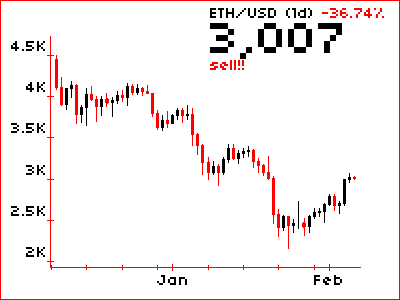 ETH/USD (1d) -36.74%
3,007
sell!!
4.5K
4K
3.5K
3K
2.5K
2K
Jan Feb